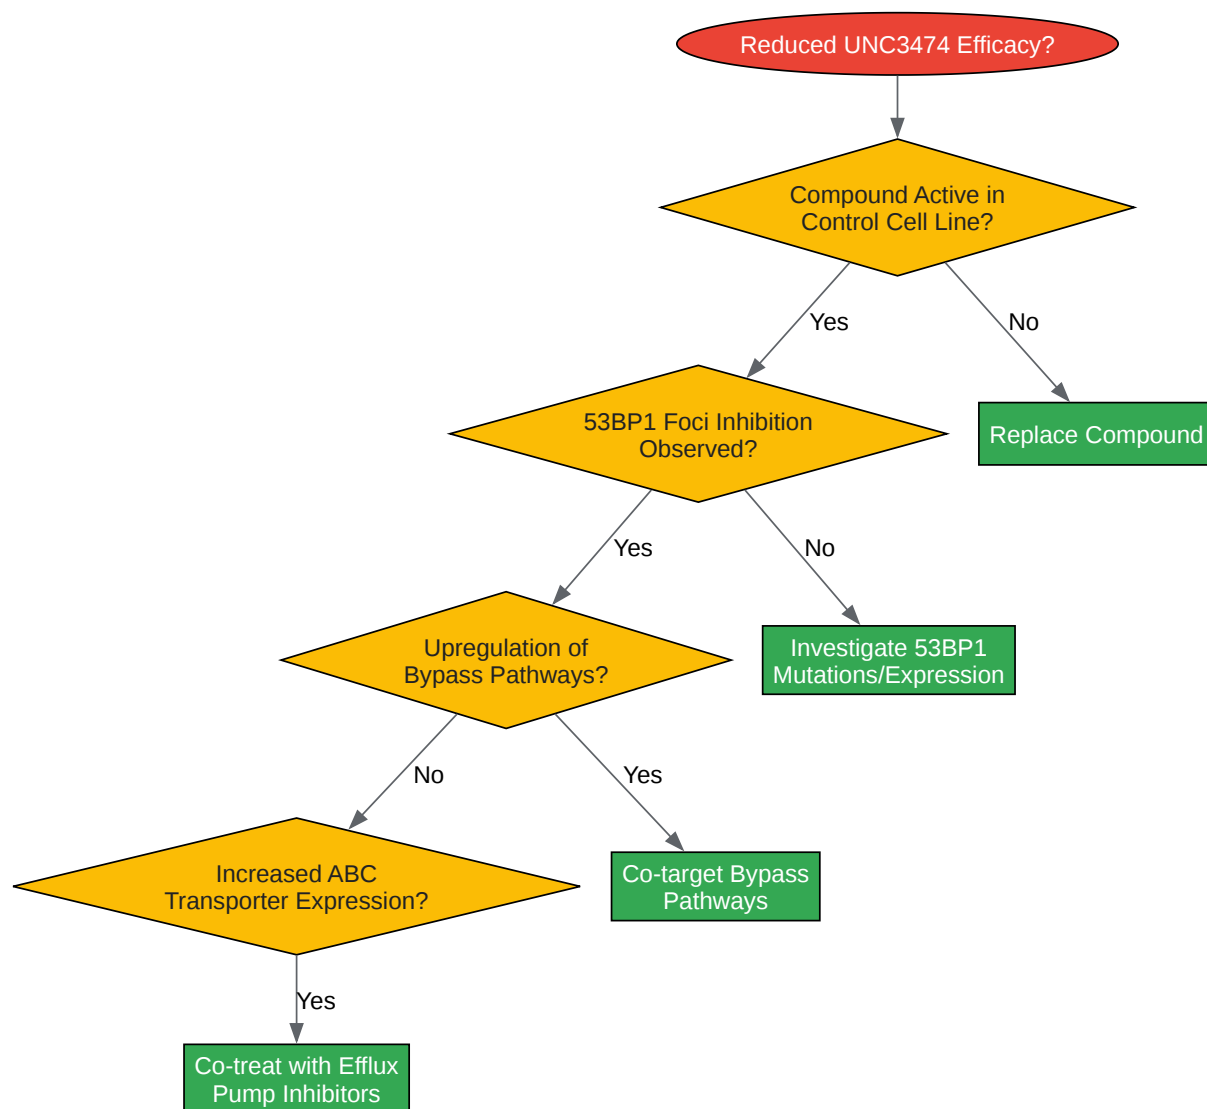 Reduced UNC3474 Efficacy?
Compound Active in
Control Cell Line?
Yes
No
53BP1 Foci Inhibition
Observed?
Replace Compound
Yes
No
Upregulation of
Bypass Pathways?
Investigate 53BP1
Mutations/Expression
No
Yes
Increased ABC
Transporter Expression?
Co-target Bypass
Pathways
Yes
Co-treat with Efflux
Pump Inhibitors